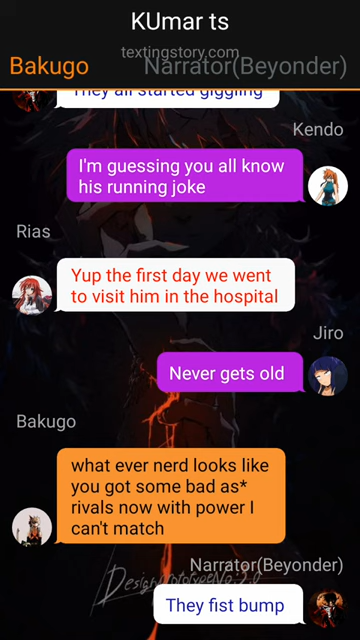 KUmar ts
textingstory.com
Bakugo
Narrator(Beyonder)
They all started giggling
Kendo
I'm guessing you all know
his running joke
Rias
Yup the first day we went
to visit him in the hospital
Jiro
Never gets old
Bakugo
what ever nerd looks like
you got some bad as*
rivals now with power I
can't match
Narrator(Beyonder)
They fist bump